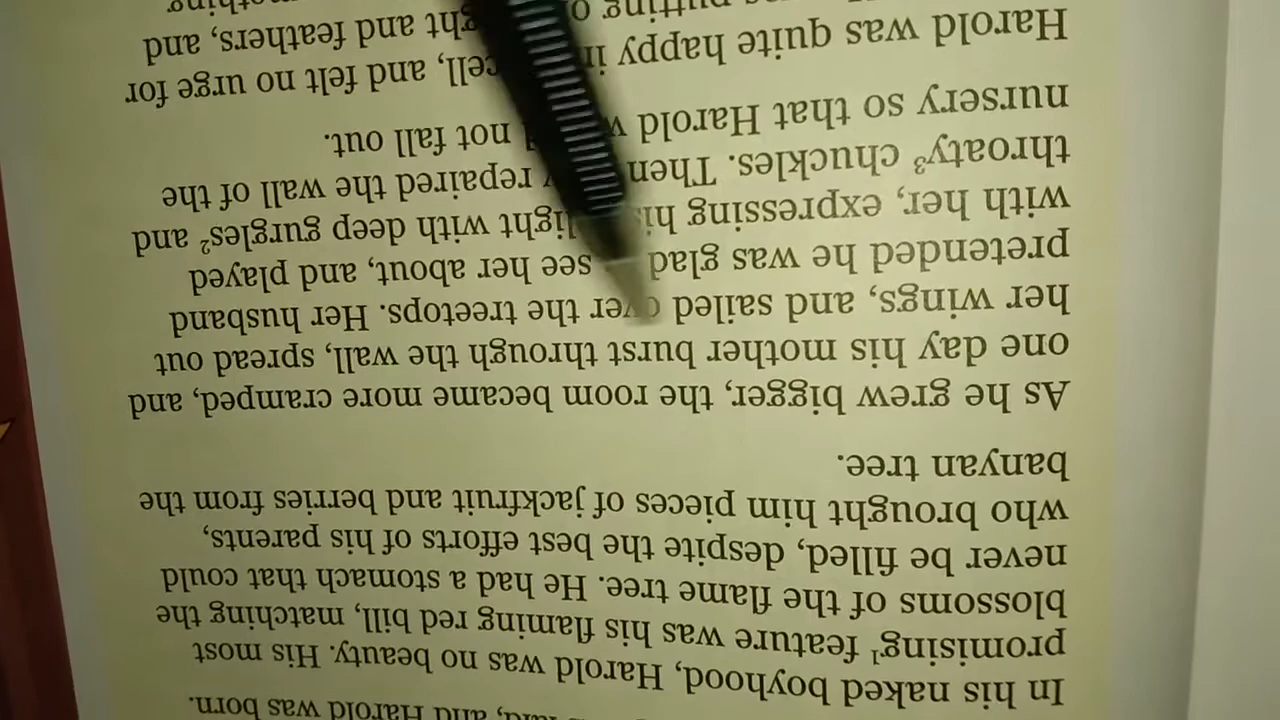 and Harold was born.
In his naked boyhood, Harold was no beauty. His most
promising¹ feature was his flaming red bill, matching the
blossoms of the flame tree. He had a stomach that could
never be filled, despite the best efforts of his parents,
who brought him pieces of jackfruit and berries from the
banyan tree.
As he grew bigger, the room became more cramped, and
one day his mother burst through the wall, spread out
her wings, and sailed over the treetops. Her husband
pretended he was glad see her about, and played
with her, expressing his light with deep gurgles² and
throaty³ chuckles. Then repaired the wall of the
nursery so that Harold not fall out.
Harold was quite happy in cell, and felt no urge for
and feathers, and
putting